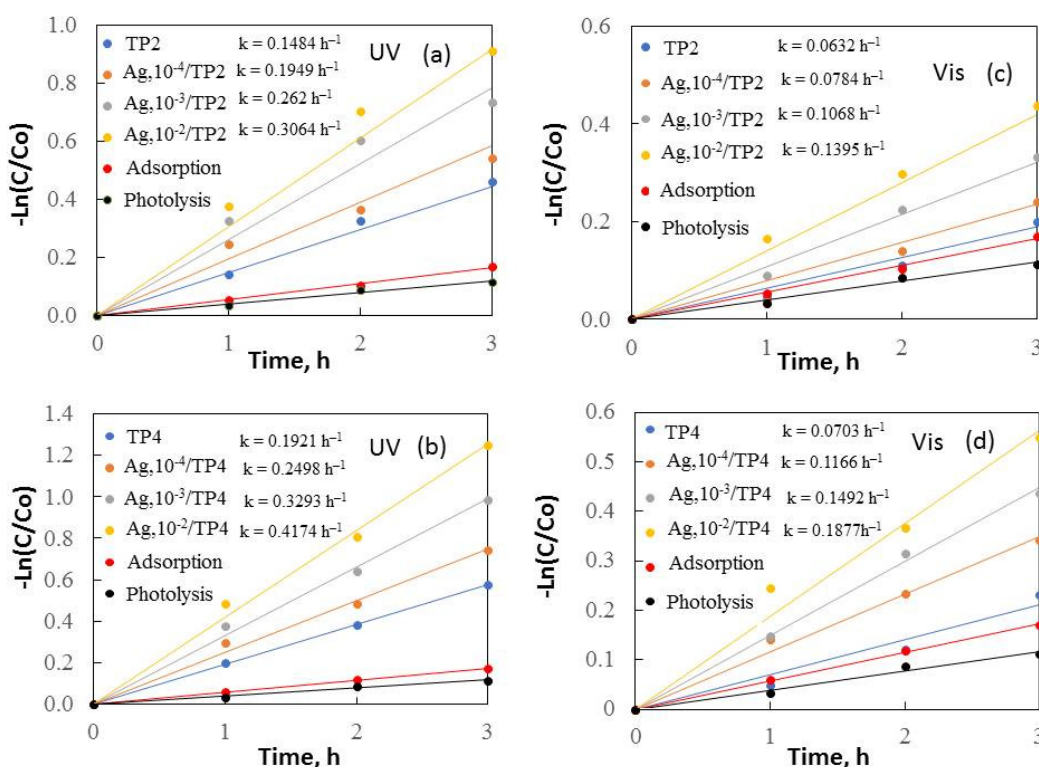 1.0
0.8
0.6
0.4
0.2
0.0
-Ln(C/Co)
TP2 k = 0.1484 h⁻¹
Ag,10⁻⁴/TP2 k = 0.1949 h⁻¹
Ag,10⁻³/TP2 k = 0.262 h⁻¹
Ag,10⁻²/TP2 k = 0.3064 h⁻¹
Adsorption
Photolysis
UV (a)
0 1 2 3
Time, h
0.6
0.4
0.2
0.0
-Ln(C/Co)
TP2 k = 0.0632 h⁻¹
Ag,10⁻⁴/TP2 k = 0.0784 h⁻¹
Ag,10⁻³/TP2 k = 0.1068 h⁻¹
Ag,10⁻²/TP2 k = 0.1395 h⁻¹
Adsorption
Photolysis
Vis (c)
0 1 2 3
Time, h
1.4
1.2
1.0
0.8
0.6
0.4
0.2
0.0
-Ln(C/Co)
TP4 k = 0.1921 h⁻¹
Ag,10⁻⁴/TP4 k = 0.2498 h⁻¹
Ag,10⁻³/TP4 k = 0.3293 h⁻¹
Ag,10⁻²/TP4 k = 0.4174 h⁻¹
Adsorption
Photolysis
UV (b)
0 1 2 3
Time, h
0.6
0.5
0.4
0.3
0.2
0.1
0
-Ln(C/Co)
TP4 k = 0.0703 h⁻¹
Ag,10⁻⁴/TP4 k = 0.1166 h⁻¹
Ag,10⁻³/TP4 k = 0.1492 h⁻¹
Ag,10⁻²/TP4 k = 0.1877h⁻¹
Adsorption
Photolysis
Vis (d)
0 1 2 3
Time, h